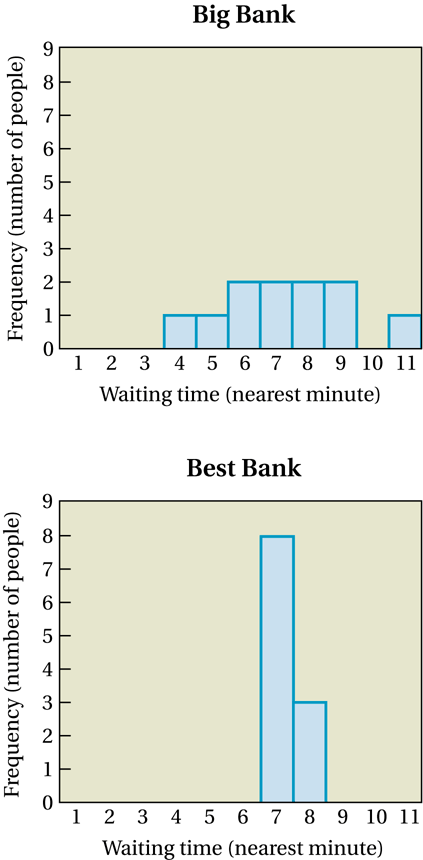 Big Bank
Frequency (number of people)
9
8
7
6
5
4
3
2
1
0
1 2 3 4 5 6 7 8 9 10 11
Waiting time (nearest minute)
Best Bank
Frequency (number of people)
9
8
7
6
5
4
3
2
1
0
1 2 3 4 5 6 7 8 9 10 11
Waiting time (nearest minute)